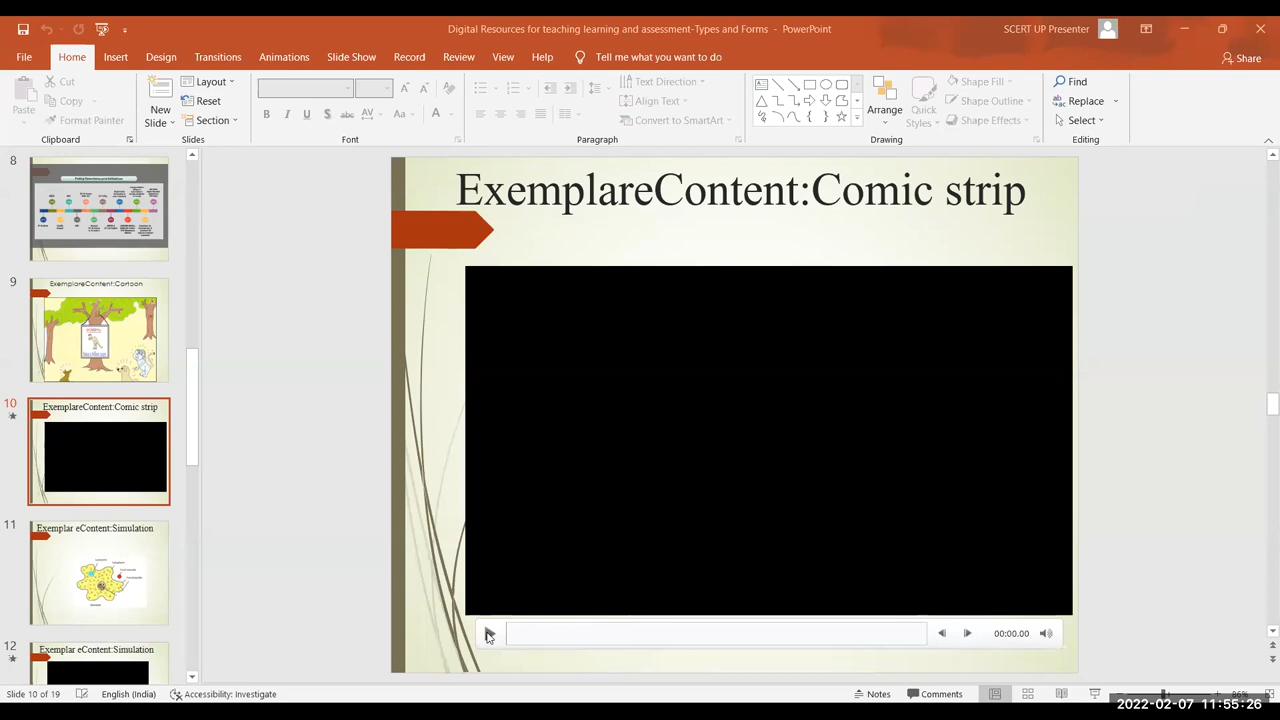 Digital Resources for teaching learning and assessment-Types and Forms - PowerPoint
SCERT UP Presenter
File Home Insert Draw Design Transitions Animations Slide Show Record Review View Help Tell me what you want to do
Share
Paste
Cut
Copy
Format Painter
Clipboard
New Slide
Layout
Reset
Section
Slides
B I U S abc AV Aa A
Font
Text Direction
Align Text
Convert to SmartArt
Paragraph
Arrange
Quick Styles
Shape Fill
Shape Outline
Shape Effects
Drawing
Find
Replace
Select
Editing
8
9
ExemplareContent:Cartoon
10
ExemplareContent:Comic strip
11
Exemplar eContent:Simulation
12
Exemplar eContent:Simulation
ExemplareContent:Comic strip
00:00.00
Slide 10 of 19
English (India)
Accessibility: Investigate
Notes
Comments
86%
2022-02-07 11:55:26